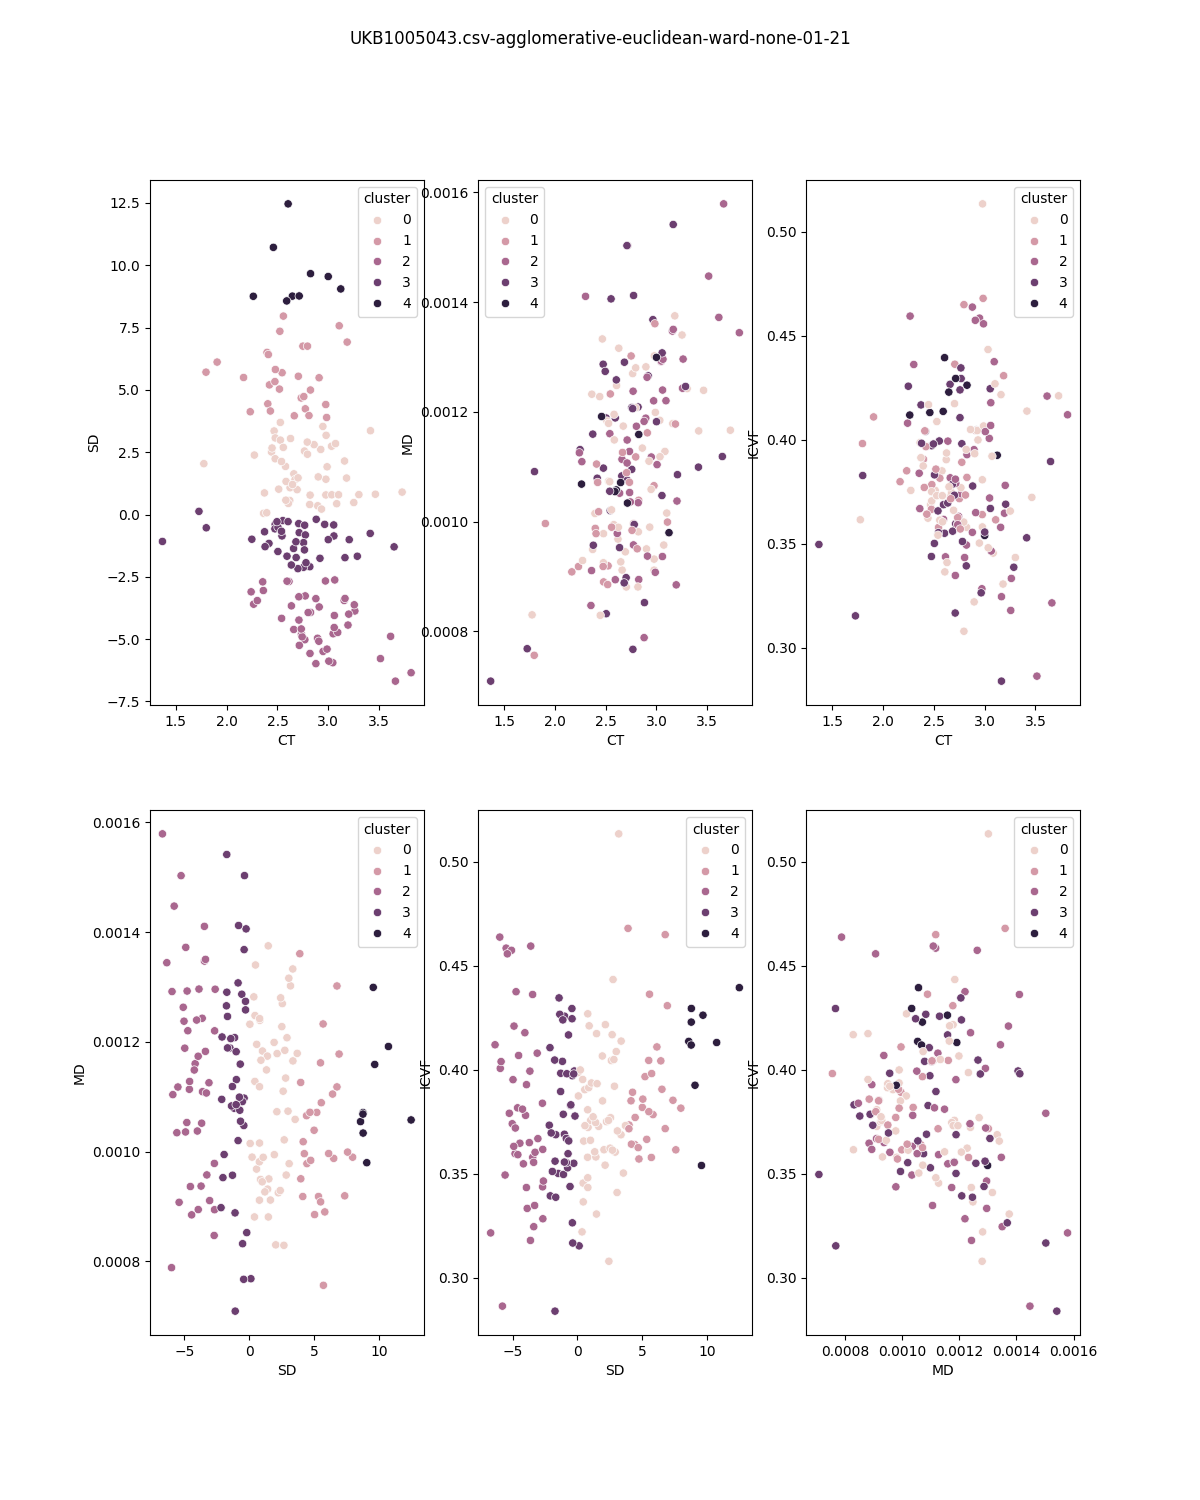 UKB1005043.csv-agglomerative-euclidean-ward-none-01-21
12.5
10.0
7.5
5.0
2.5
0.0
−2.5
−5.0
−7.5
SD
1.5 2.0 2.5 3.0 3.5
CT
cluster
0
1
2
3
4
0.0016
0.0014
0.0012
0.0010
0.0008
MD
1.5 2.0 2.5 3.0 3.5
CT
cluster
0
1
2
3
4
0.50
0.45
0.40
0.35
0.30
ICVF
1.5 2.0 2.5 3.0 3.5
CT
cluster
0
1
2
3
4
0.0016
0.0014
0.0012
0.0010
0.0008
MD
−5 0 5 10
SD
cluster
0
1
2
3
4
0.50
0.45
0.40
0.35
0.30
ICVF
−5 0 5 10
SD
cluster
0
1
2
3
4
0.50
0.45
0.40
0.35
0.30
ICVF
0.0008 0.0010 0.0012 0.0014 0.0016
MD
cluster
0
1
2
3
4